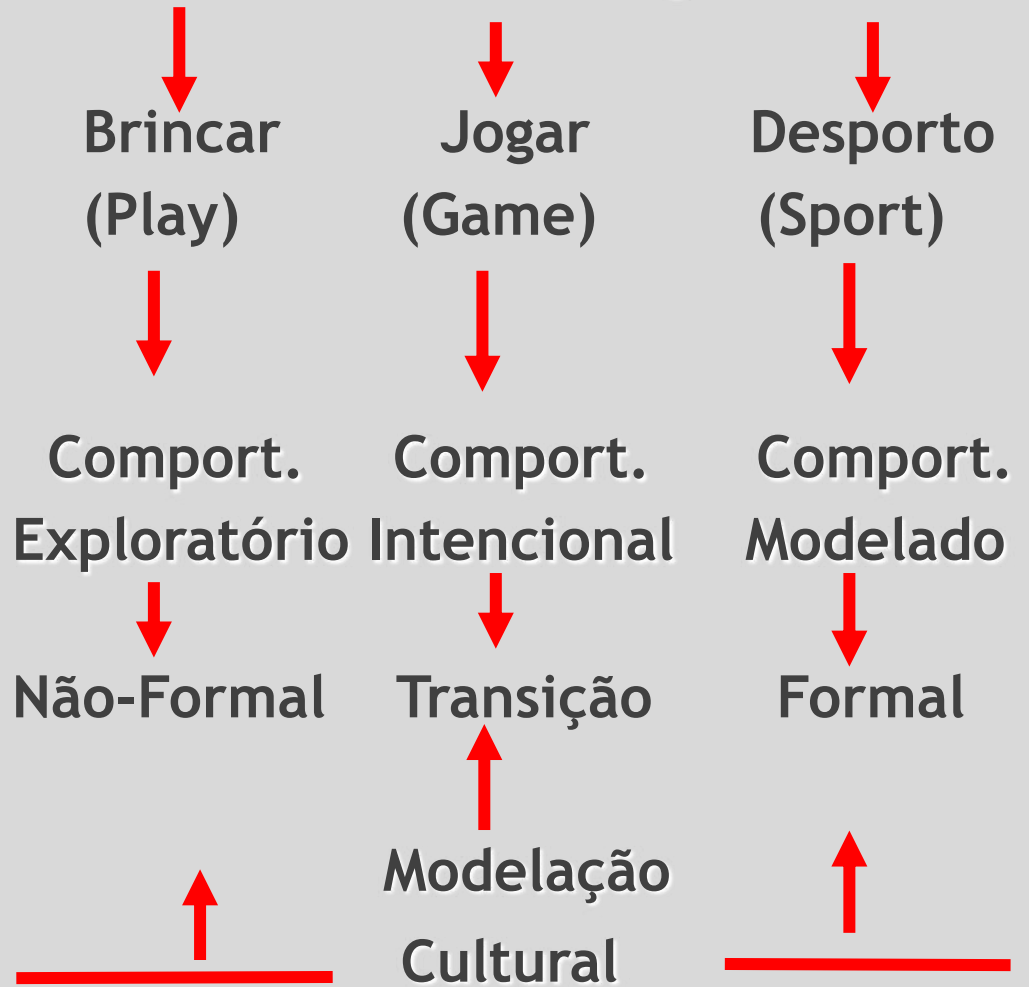 Brincar Jogar Desporto
(Play) (Game) (Sport)
Comport. Comport. Comport.
Exploratório Intencional Modelado
Não-Formal Transição Formal
Modelação
Cultural